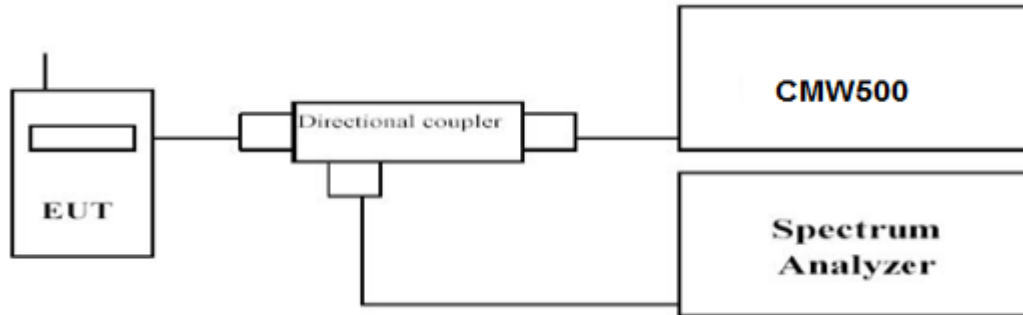 CMW500
Directional coupler
EUT
Spectrum
Analyzer